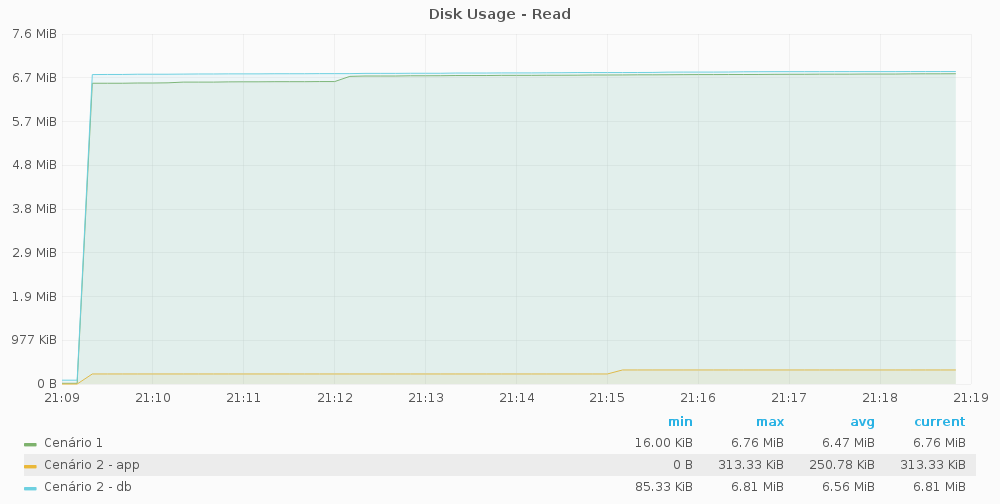 Disk Usage - Read
7.6 MiB
6.7 MiB
5.7 MiB
4.8 MiB
3.8 MiB
2.9 MiB
1.9 MiB
977 KiB
0 B
21:09 21:10 21:11 21:12 21:13 21:14 21:15 21:16 21:17 21:18 21:19
min max avg current
Cenário 1 16.00 KiB 6.76 MiB 6.47 MiB 6.76 MiB
Cenário 2 - app 0 B 313.33 KiB 250.78 KiB 313.33 KiB
Cenário 2 - db 85.33 KiB 6.81 MiB 6.56 MiB 6.81 MiB